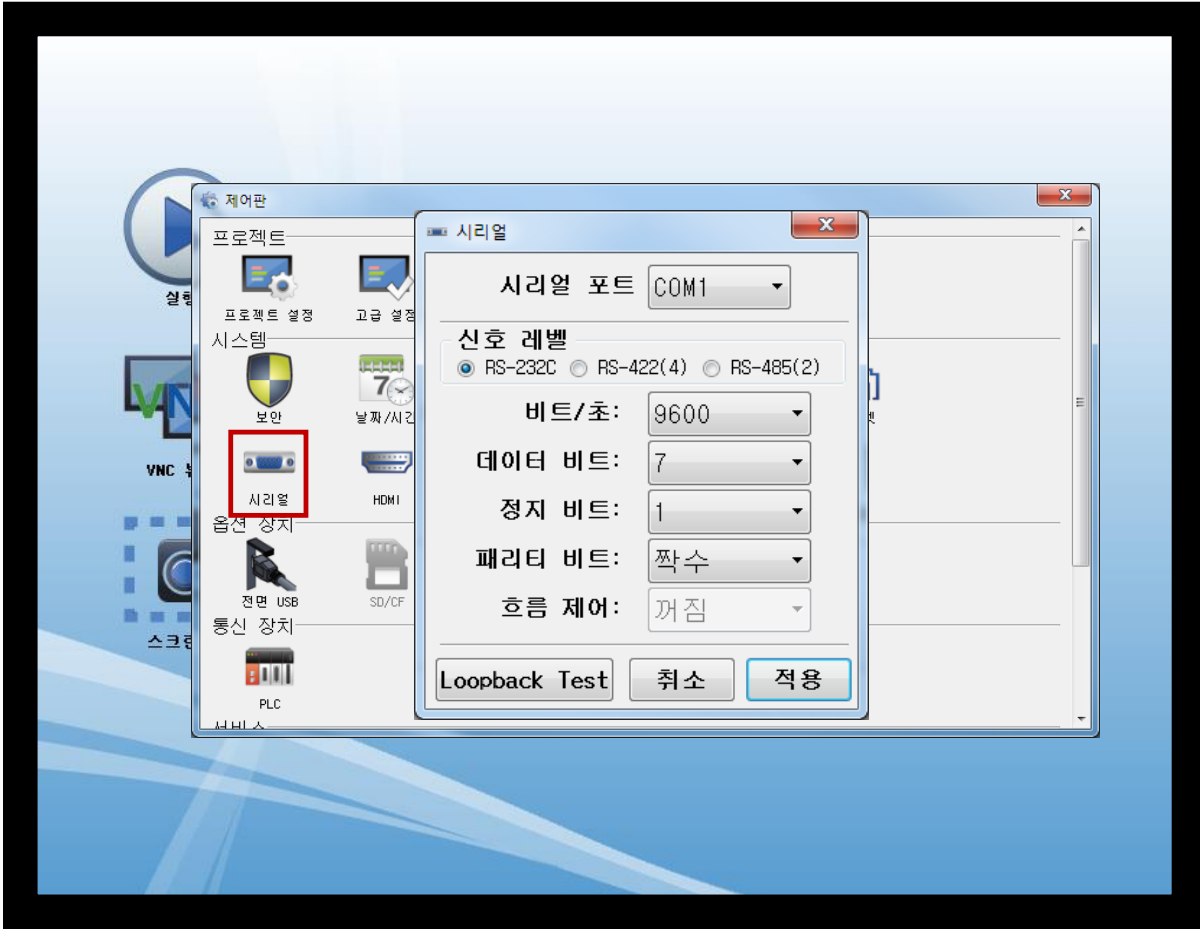 제어판
프로젝트
프로젝트 설정
고급 설정
시스템
보안
날짜/시간
시리얼
HDMI
옵션 장치
전면 USB
SD/CF
통신 장치
PLC
서비스
VNC
시리얼
시리얼 포트 COM1
신호 레벨
RS-232C RS-422(4) RS-485(2)
비트/초: 9600
데이터 비트: 7
정지 비트: 1
패리티 비트: 짝수
흐름 제어: 꺼짐
Loopback Test 취소 적용